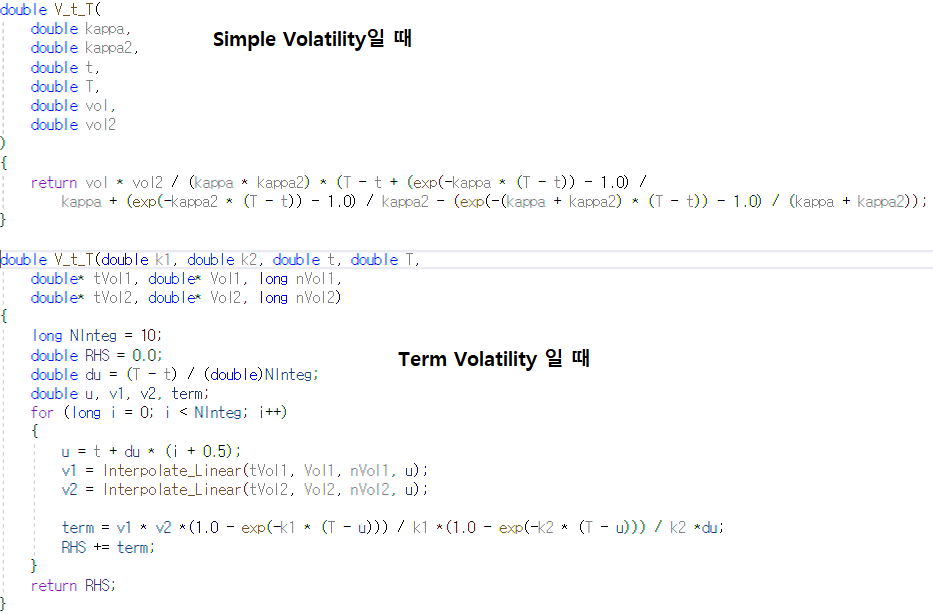 double V_t_T(
double kappa,
Simple Volatility일 때
double kappa2,
double t,
double T,
double vol,
double vol2
)
{
return vol * vol2 / (kappa * kappa2) * (T - t + (exp(-kappa * (T - t)) - 1.0) /
kappa + (exp(-kappa2 * (T - t)) - 1.0) / kappa2 - (exp(-(kappa + kappa2) * (T - t)) - 1.0) / (kappa + kappa2));
}
double V_t_T(double k1, double k2, double t, double T,
double* tVol1, double* Vol1, long nVol1,
double* tVol2, double* Vol2, long nVol2)
{
long NInteg = 10;
double RHS = 0.0;
Term Volatility 일 때
double du = (T - t) / (double)NInteg;
double u, v1, v2, term;
for (long i = 0; i < NInteg; i++)
{
u = t + du * (i + 0.5);
v1 = Interpolate_Linear(tVol1, Vol1, nVol1, u);
v2 = Interpolate_Linear(tVol2, Vol2, nVol2, u);
term = v1 * v2 *(1.0 - exp(-k1 * (T - u))) / k1 *(1.0 - exp(-k2 * (T - u))) / k2 *du;
RHS += term;
}
return RHS;
}